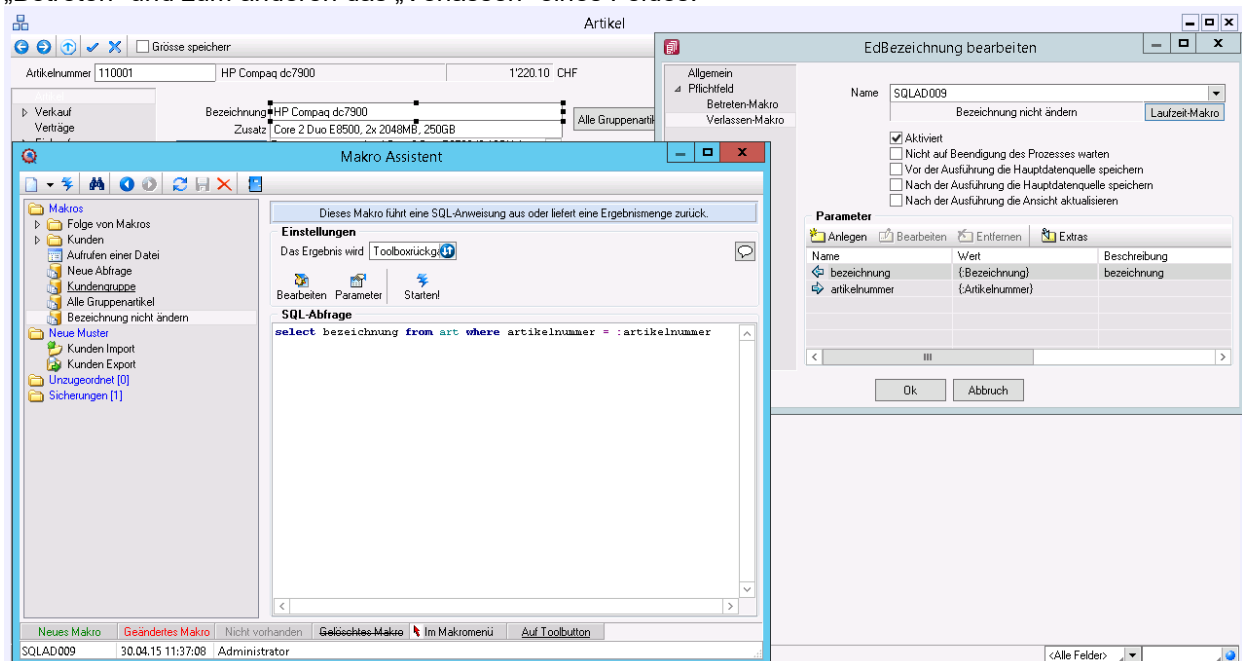 „Betreten" und zum anderen das „Verlassen" eines Feldes.
Artikel
Grösse speicherr
Artikelnummer 110001 HP Compaq dc7900 1'220.10 CHF
Verkauf
Verträge
Bezeichnung HP Compaq dc7900
Zusatz Core 2 Duo E8500, 2x 2048MB, 250GB
Alle Gruppenartik
EdBezeichnung bearbeiten
Allgemein
Pflichtfeld
Betreten-Makro
Verlassen-Makro
Name SQLAD009
Bezeichnung nicht ändern Laufzeit-Makro
Aktiviert
Nicht auf Beendigung des Prozesses warten
Vor der Ausführung die Hauptdatenquelle speichern
Nach der Ausführung die Hauptdatenquelle speichern
Nach der Ausführung die Ansicht aktualisieren
Parameter
Anlegen Bearbeiten Entfernen Extras
Name Wert Beschreibung
bezeichnung {:Bezeichnung} bezeichnung
artikelnummer {:Artikelnummer}
Ok Abbruch
Makro Assistent
Makros
Folge von Makros
Kunden
Aufrufen einer Datei
Neue Abfrage
Kundengruppe
Alle Gruppenartikel
Bezeichnung nicht ändern
Neue Muster
Kunden Import
Kunden Export
Unzugeordnet [0]
Sicherungen [1]
Dieses Makro führt eine SQL-Anweisung aus oder liefert eine Ergebnismenge zurück.
Einstellungen
Das Ergebnis wird Toolboxrückg
Bearbeiten Parameter Starten!
SQL-Abfrage
select bezeichnung from art where artikelnummer = :artikelnummer
Neues Makro Geändertes Makro Nicht vorhanden Gelöschtes Makro Im Makromenü Auf Toolbutton
SQLAD009 30.04.15 11:37:08 Administrator
<Alle Felder>